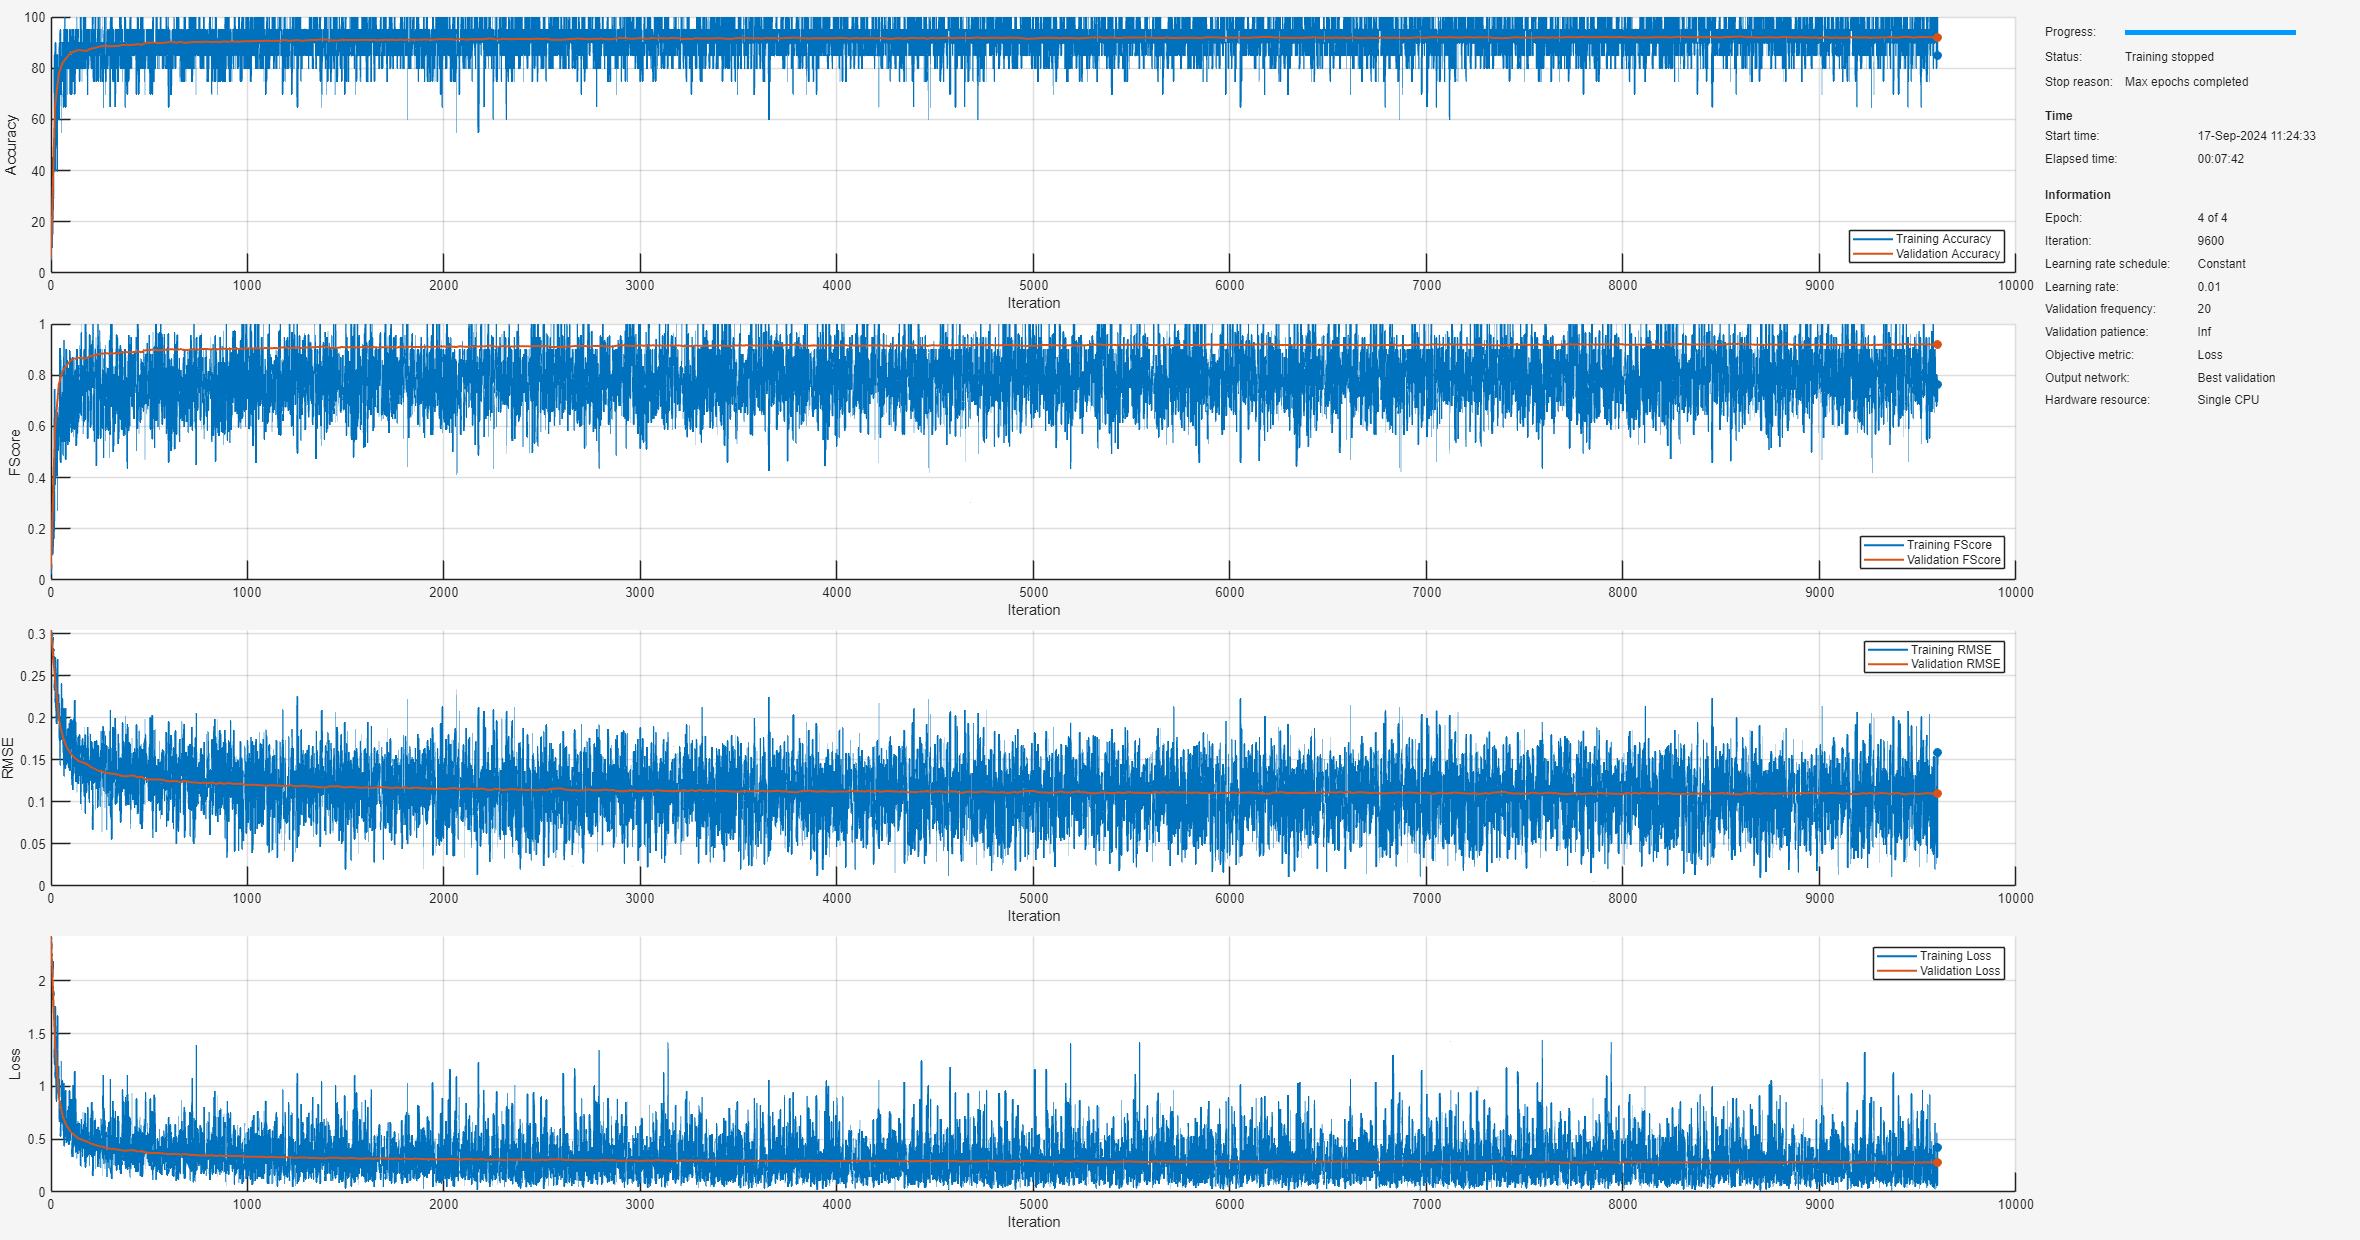 100
80
60
40
20
0
Accuracy
0 1000 2000 3000 4000 5000 6000 7000 8000 9000 10000
Iteration
Training Accuracy
Validation Accuracy
1
0.8
0.6
0.4
0.2
0
FScore
0 1000 2000 3000 4000 5000 6000 7000 8000 9000 10000
Iteration
Training FScore
Validation FScore
0.3
0.25
0.2
0.15
0.1
0.05
0
RMSE
0 1000 2000 3000 4000 5000 6000 7000 8000 9000 10000
Iteration
Training RMSE
Validation RMSE
2
1.5
1
0.5
0
Loss
0 1000 2000 3000 4000 5000 6000 7000 8000 9000 10000
Iteration
Training Loss
Validation Loss
Progress:
Status: Training stopped
Stop reason: Max epochs completed
Time
Start time: 17-Sep-2024 11:24:33
Elapsed time: 00:07:42
Information
Epoch: 4 of 4
Iteration: 9600
Learning rate schedule: Constant
Learning rate: 0.01
Validation frequency: 20
Validation patience: Inf
Objective metric: Loss
Output network: Best validation
Hardware resource: Single CPU